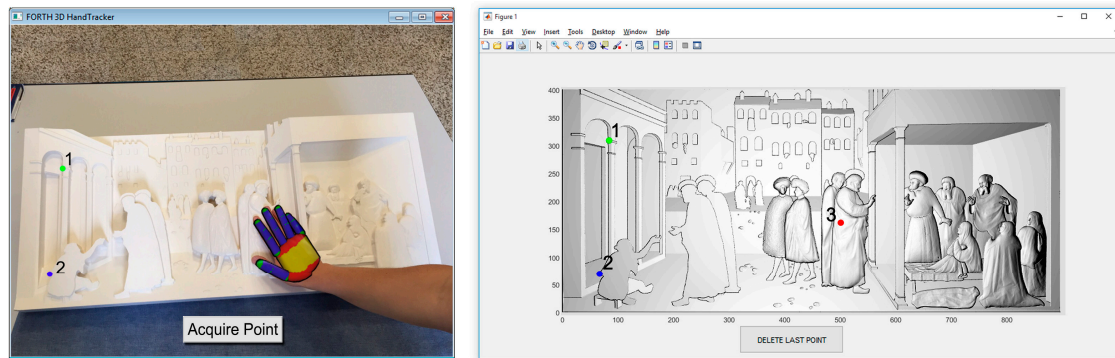 FORTH 3D HandTracker
1
2
Acquire Point
Figure 1
File Edit View Insert Tools Desktop Window Help
400
350
300
250
200
150
100
50
0
1
2
3
0 100 200 300 400 500 600 700 800
DELETE LAST POINT